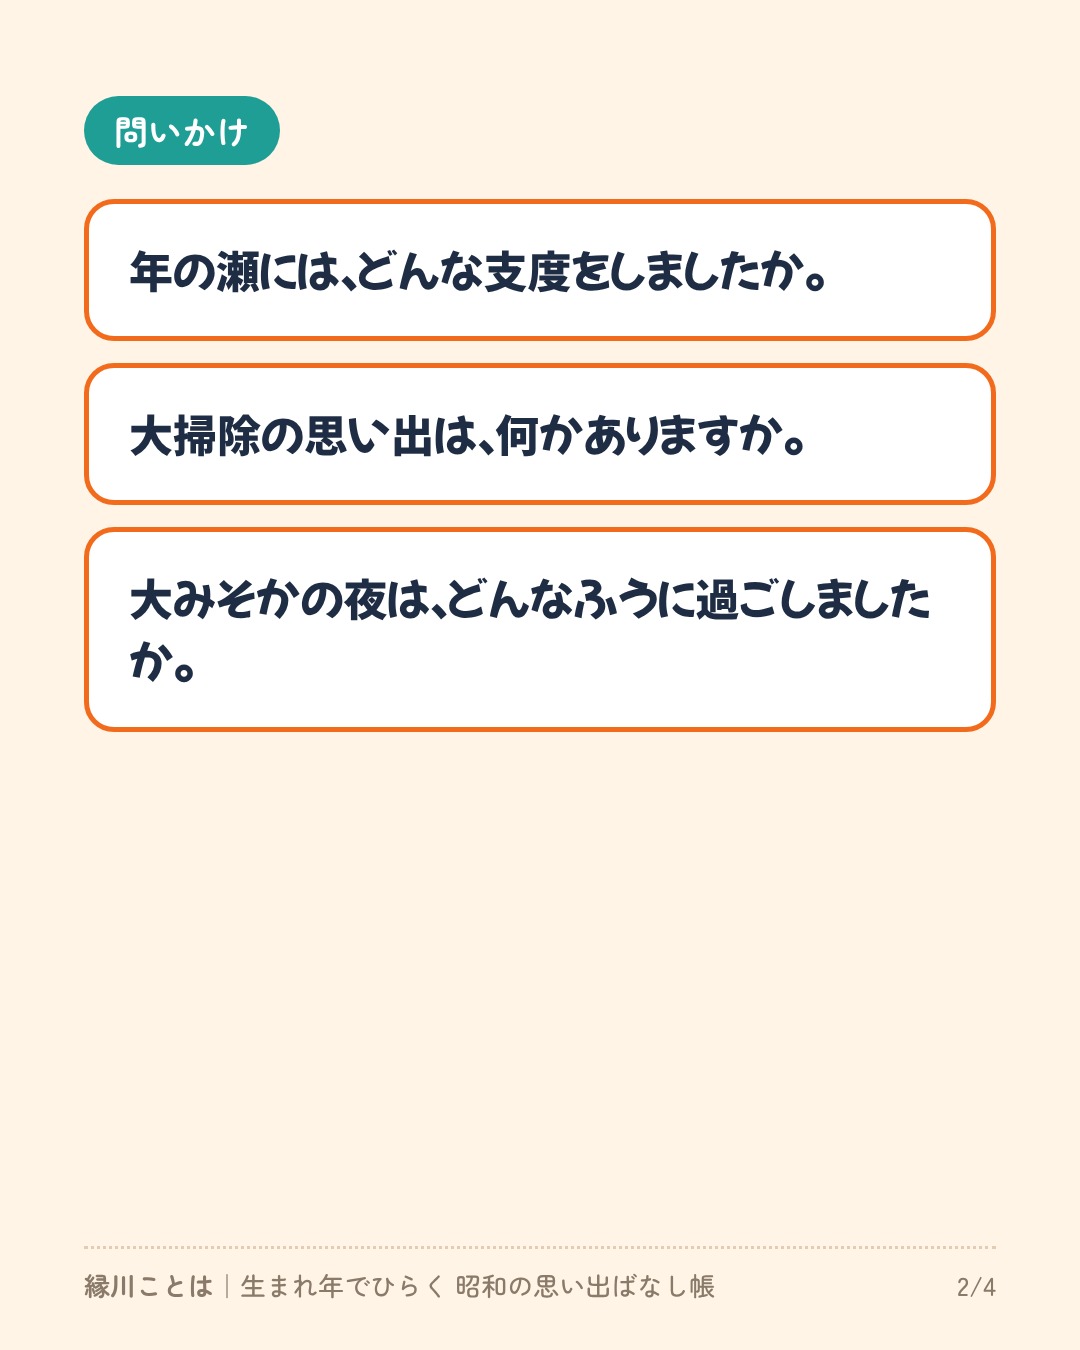 問いかけ
年の瀬には、どんな支度をしましたか。
大掃除の思い出は、何かありますか。
大みそかの夜は、どんなふうに過ごしました
か。
縁川ことは｜生まれ年でひらく 昭和の思い出ばなし帳
2/4